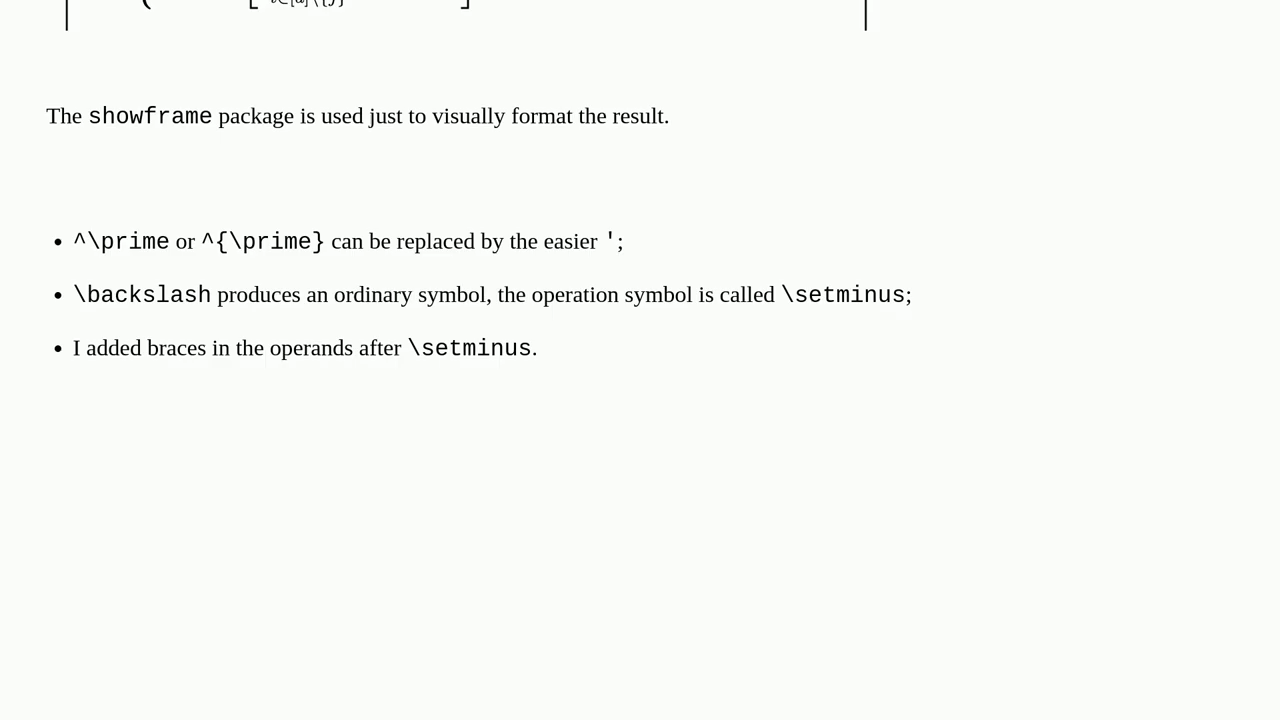 The showframe package is used just to visually format the result.
• ^\prime or ^{\prime} can be replaced by the easier ';
• \backslash produces an ordinary symbol, the operation symbol is called \setminus;
• I added braces in the operands after \setminus.